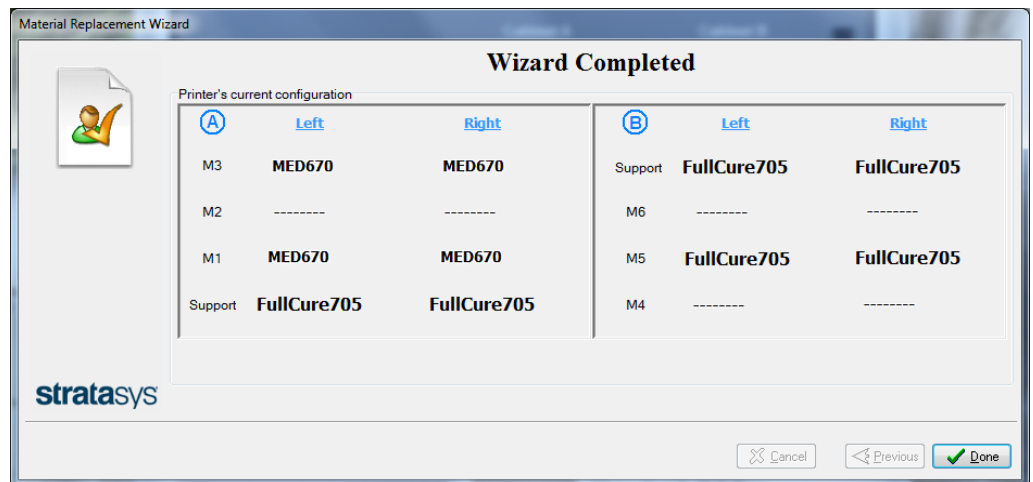 Material Replacement Wizard
Wizard Completed
Printer's current configuration
A Left Right
M3 MED670 MED670
M2 -------- --------
M1 MED670 MED670
Support FullCure705 FullCure705
B Left Right
Support FullCure705 FullCure705
M6 -------- --------
M5 FullCure705 FullCure705
M4 -------- --------
stratasys
Cancel Previous Done